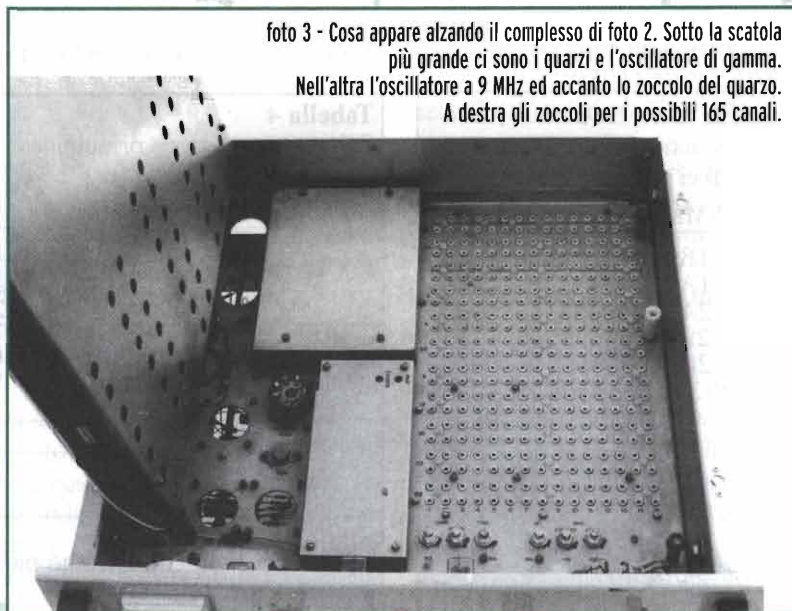 foto 3 - Cosa appare alzando il complesso di foto 2. Sotto la scatola
più grande ci sono i quarzi e l'oscillatore di gamma.
Nell'altra l'oscillatore a 9 MHz ed accanto lo zoccolo del quarzo.
A destra gli zoccoli per i possibili 165 canali.